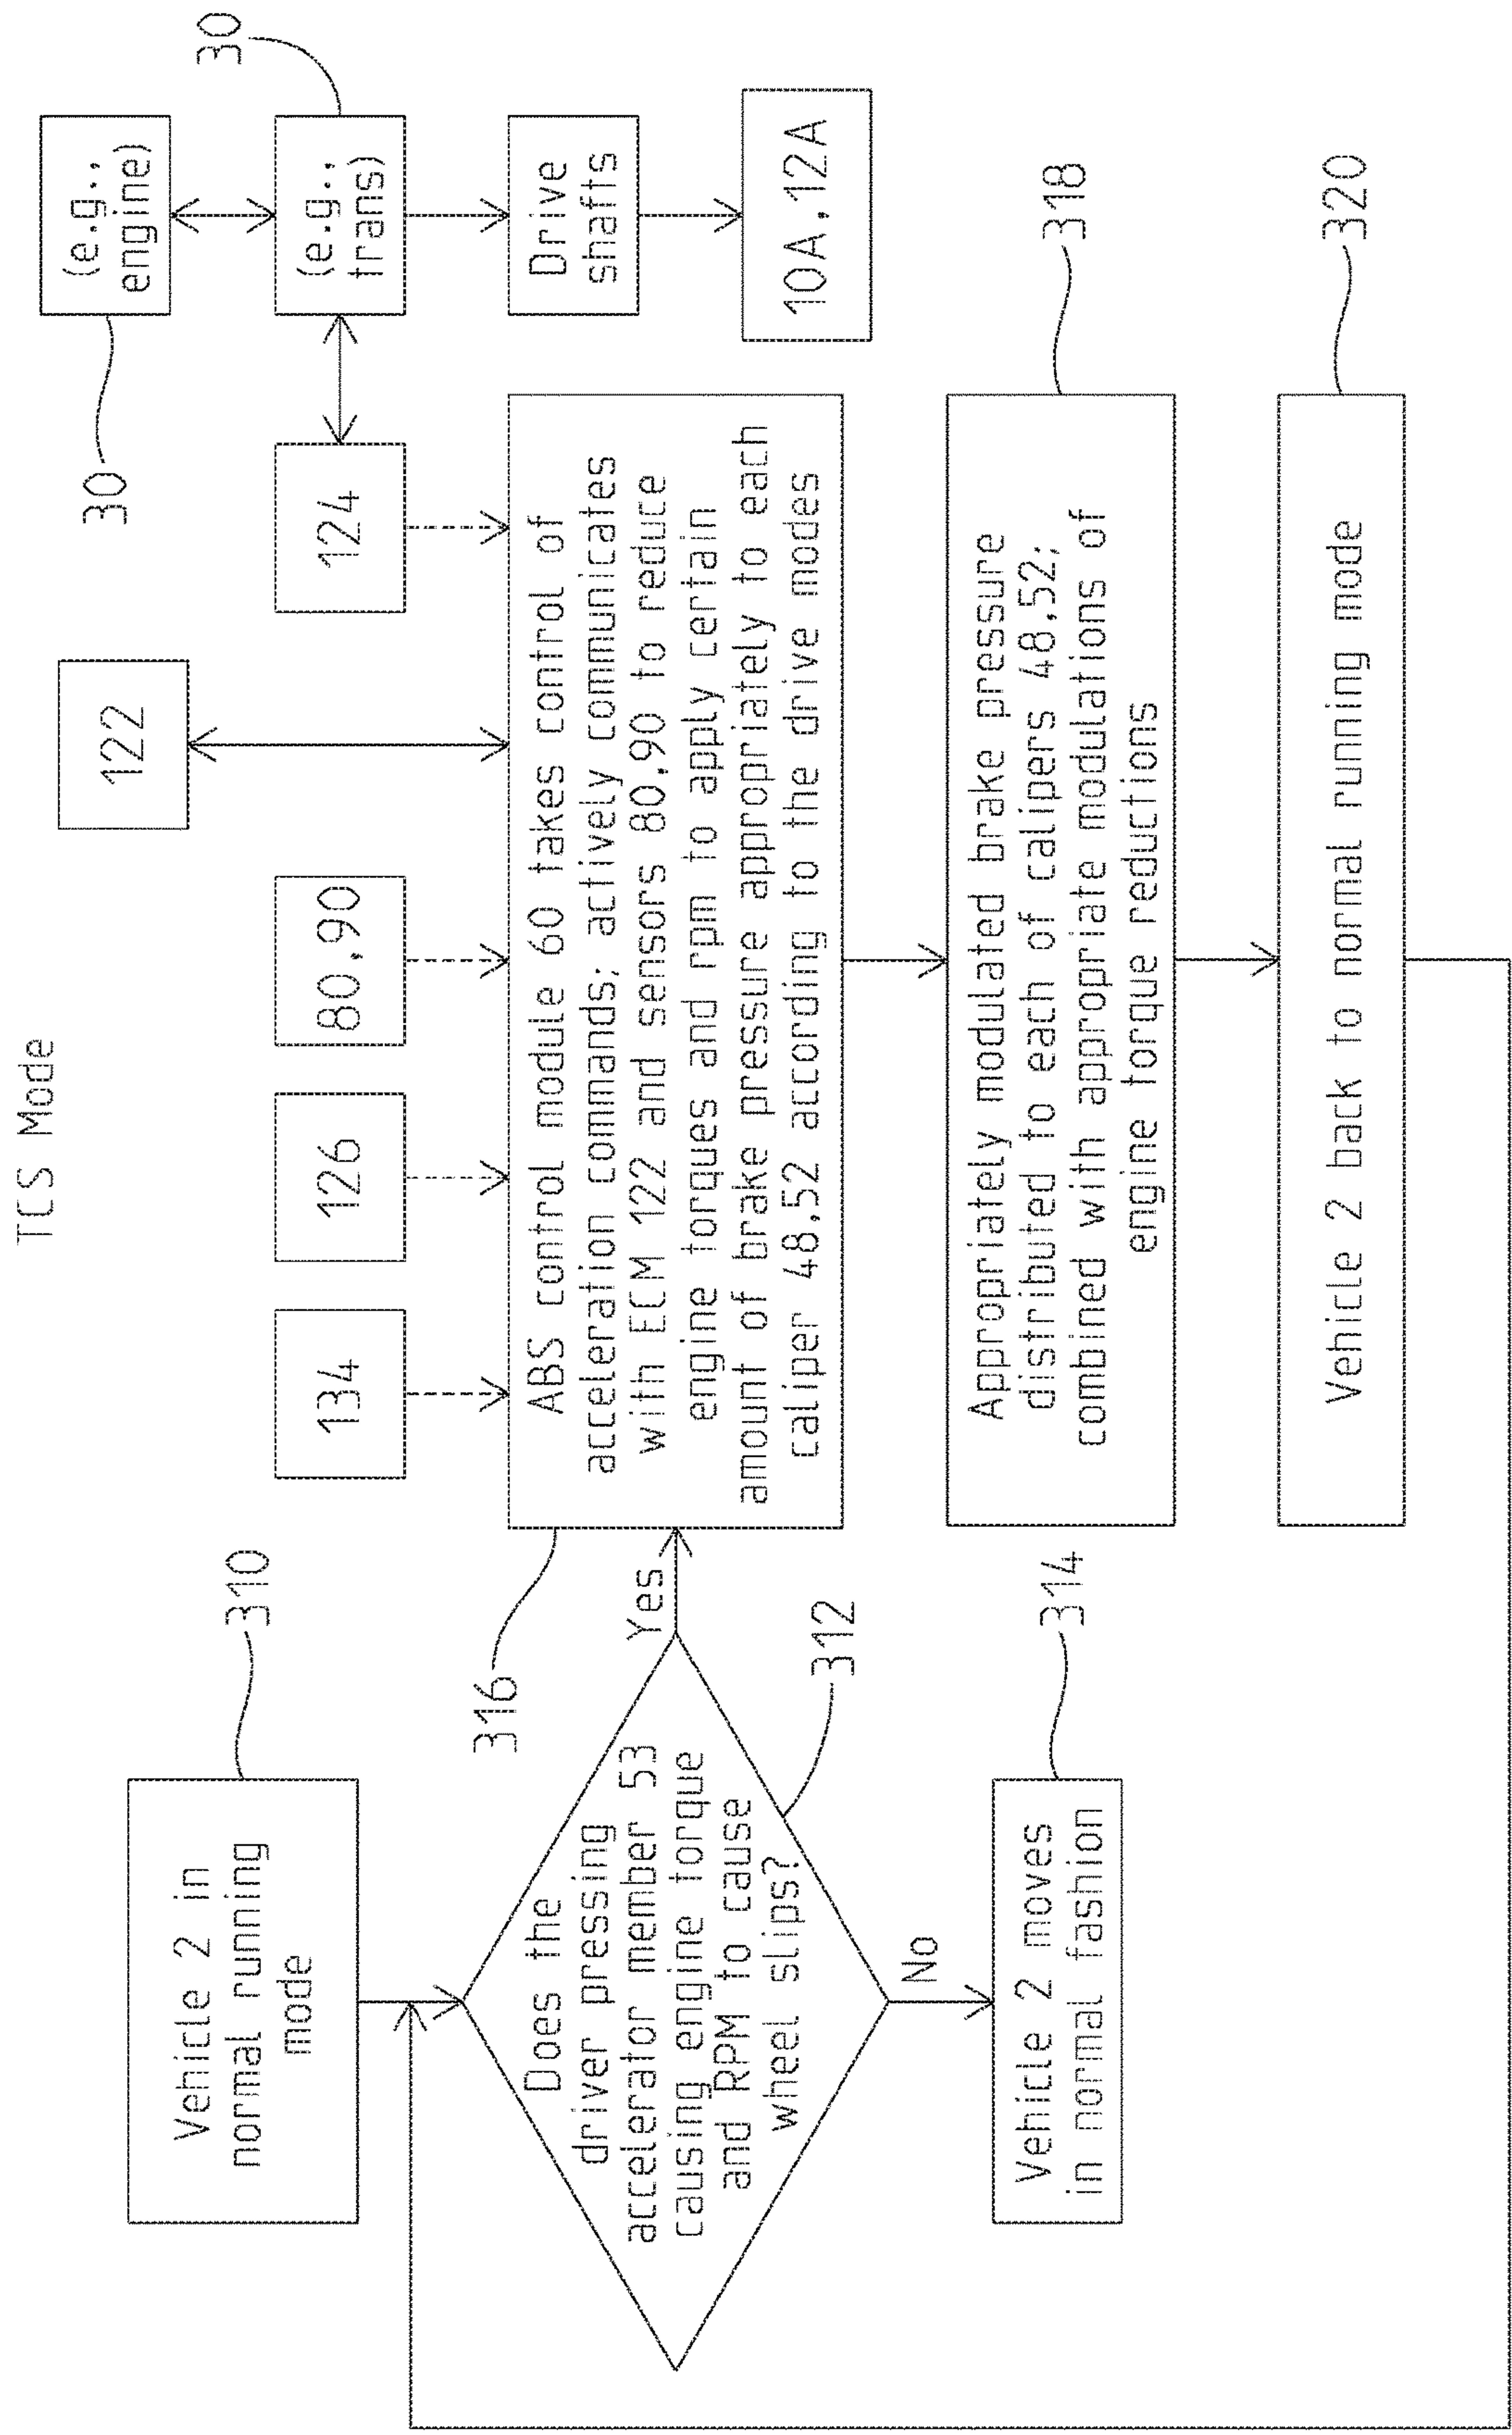 TCS Mode
Vehicle 2 in
normal running
mode
310
Does the
driver pressing
accelerator member 53
causing engine torque
and RPM to cause
wheel slips?
312
Yes
No
Vehicle 2 moves
in normal fashion
314
134
126
80,90
122
124
30
(e.g.,
engine)
30
(e.g.,
trans)
Drive
shafts
10A,12A
316
ABS control module 60 takes control of
acceleration commands; actively communicates
with ECM 122 and sensors 80,90 to reduce
engine torques and rpm to apply certain
amount of brake pressure appropriately to each
caliper 48,52 according to the drive modes
Appropriately modulated brake pressure
distributed to each of calipers 48,52;
combined with appropriate modulations of
engine torque reductions
318
Vehicle 2 back to normal running mode
320